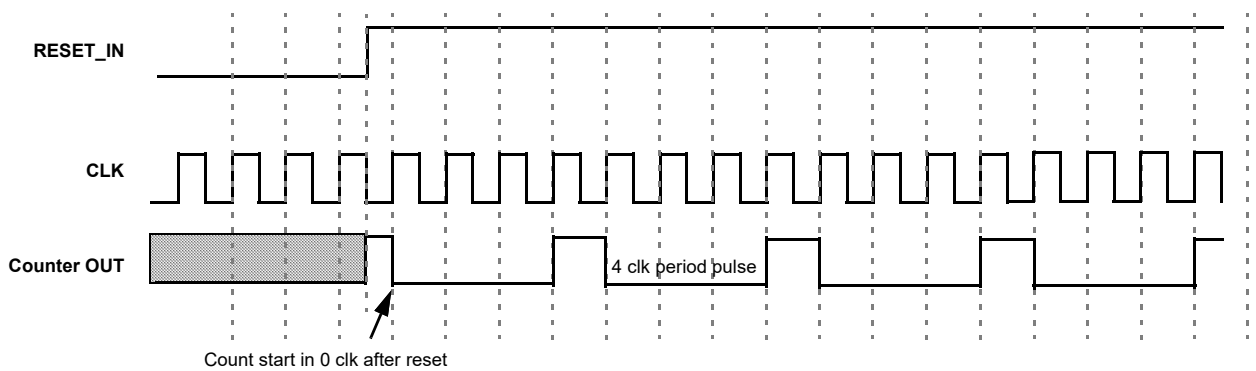 RESET_IN
CLK
Counter OUT
4 clk period pulse
Count start in 0 clk after reset